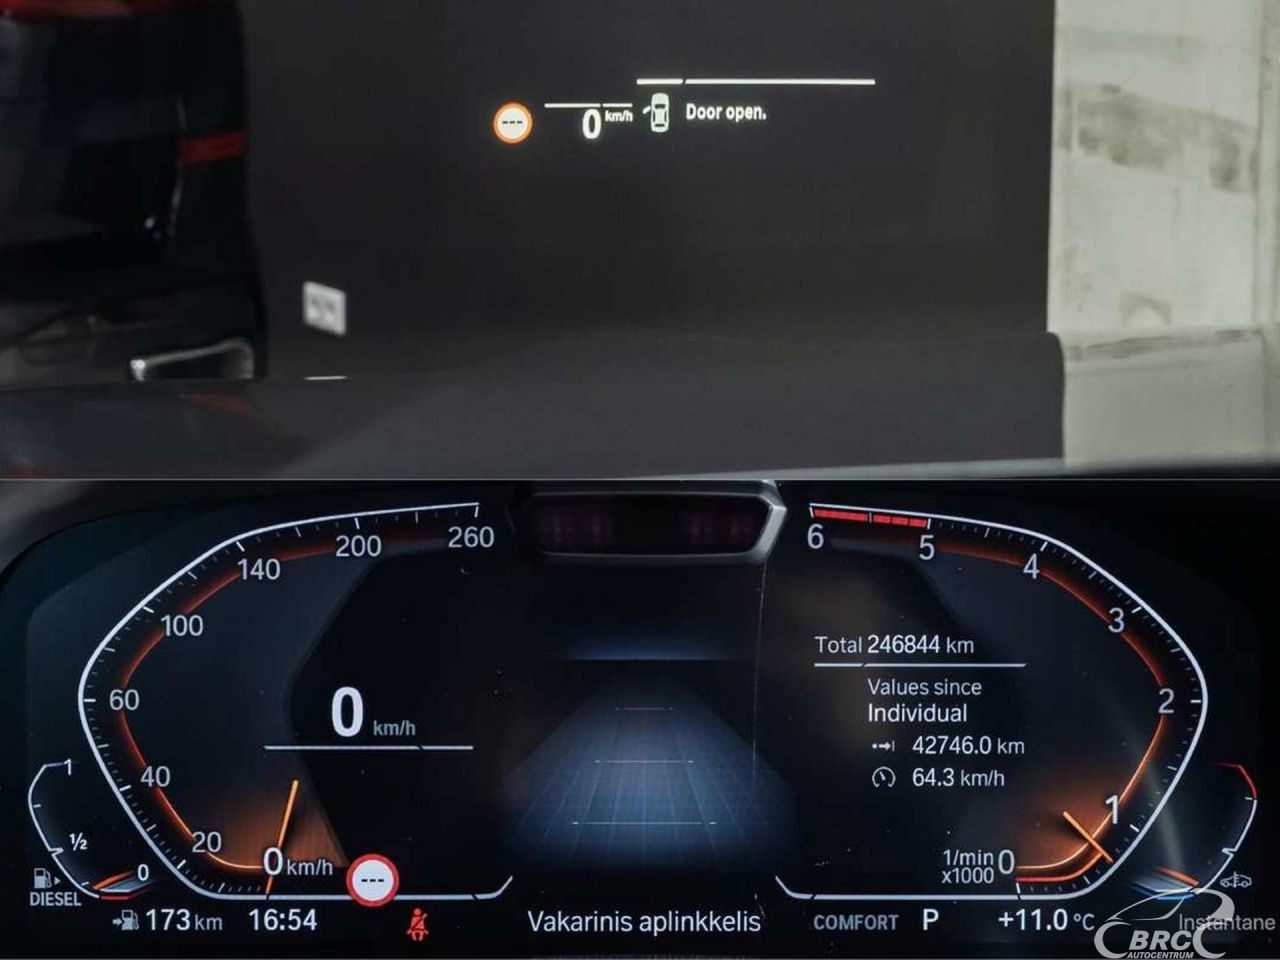 ---
0 km/h
Door open.
260
200
140
100
60
40
20
0 km/h
0 km/h
---
6
5
4
3
2
1
0
1/min
x1000
Total 246844 km
Values since
Individual
42746.0 km
64.3 km/h
1
1/2
0
DIESEL
173 km
16:54
Vakarinis aplinkkelis
COMFORT
P
+11.0 °C
Instantane
BRC
AUTOCENTRUM